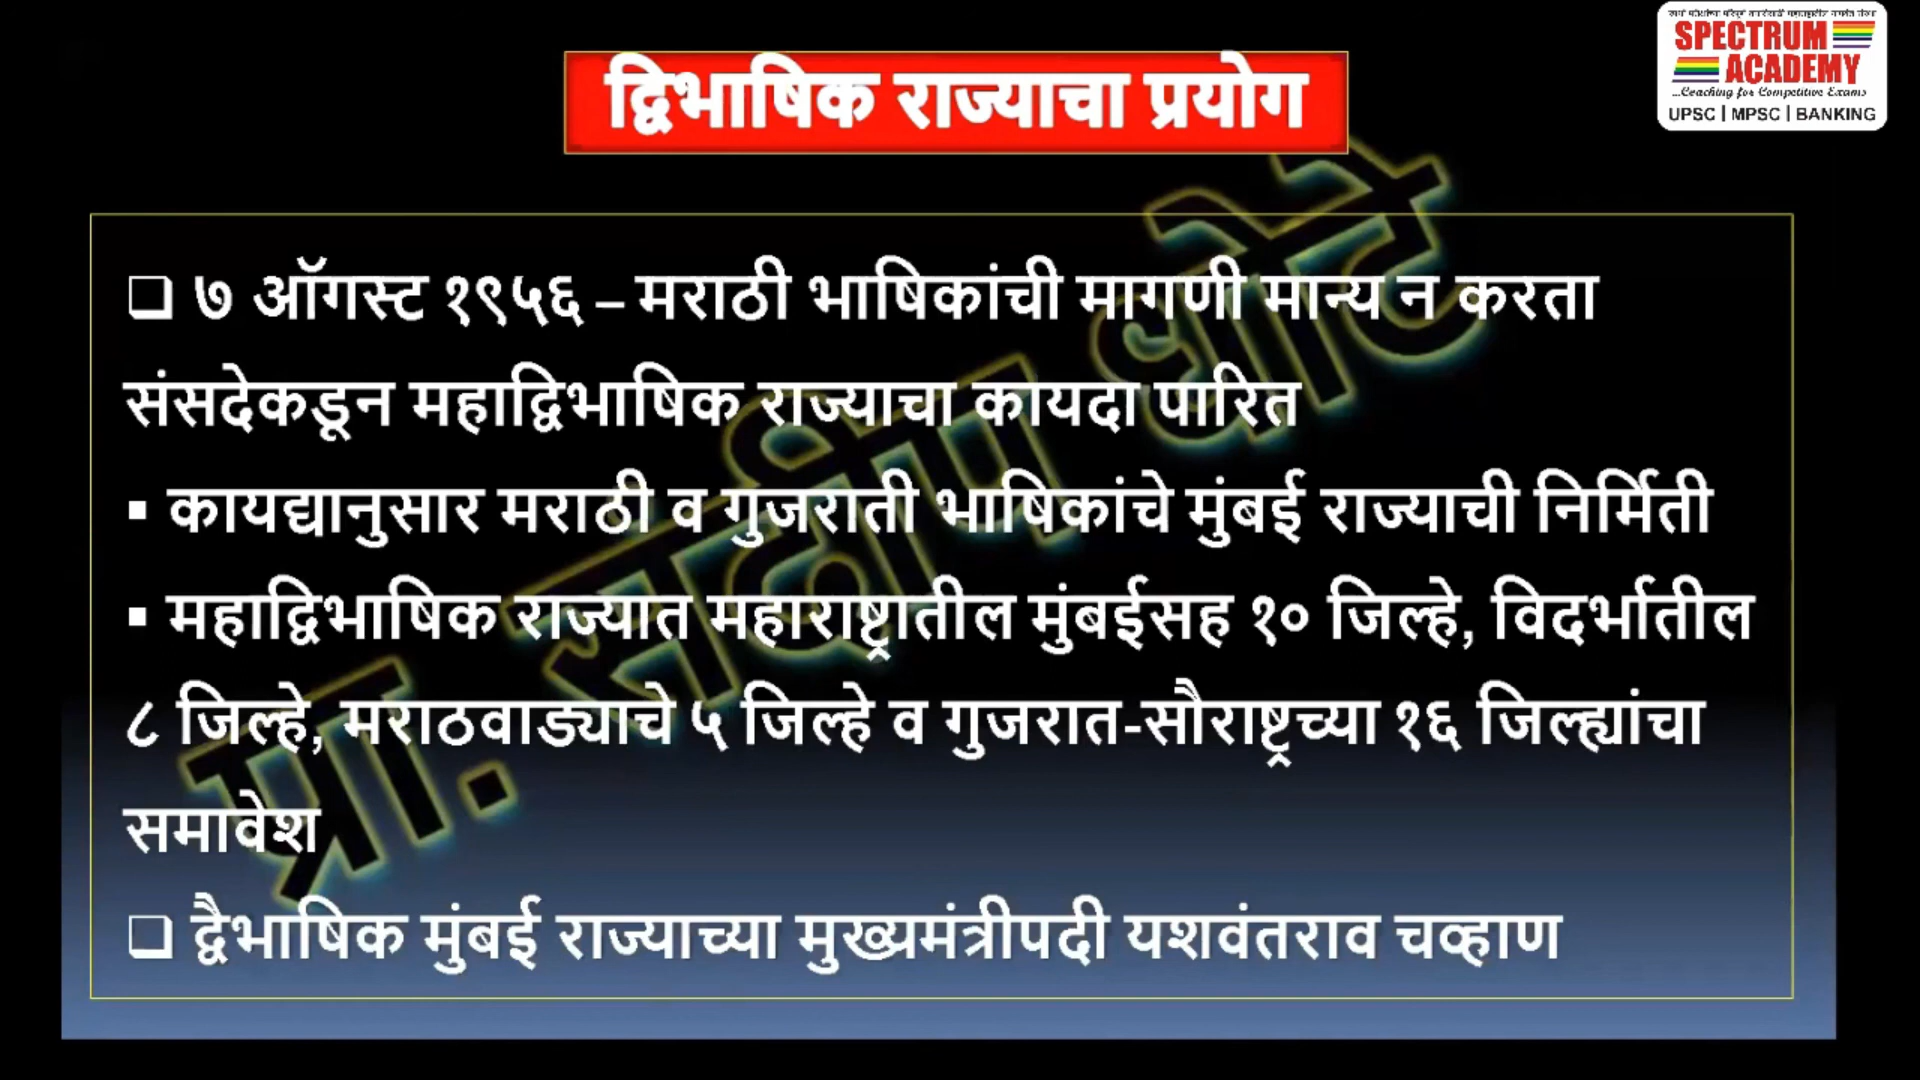 SPECTRUM
ACADEMY
...Coaching for Competitive Exams
UPSC | MPSC | BANKING
द्विभाषिक राज्याचा प्रयोग
❑ ७ ऑगस्ट १९५६ – मराठी भाषिकांची मागणी मान्य न करता
संसदेकडून महाद्विभाषिक राज्याचा कायदा पारित
▪ कायद्यानुसार मराठी व गुजराती भाषिकांचे मुंबई राज्याची निर्मिती
▪ महाद्विभाषिक राज्यात महाराष्ट्रातील मुंबईसह १० जिल्हे, विदर्भातील
८ जिल्हे, मराठवाड्याचे ५ जिल्हे व गुजरात-सौराष्ट्रच्या १६ जिल्ह्यांचा
समावेश
❑ द्वैभाषिक मुंबई राज्याच्या मुख्यमंत्रीपदी यशवंतराव चव्हाण
प्रा. संदीप धोटे